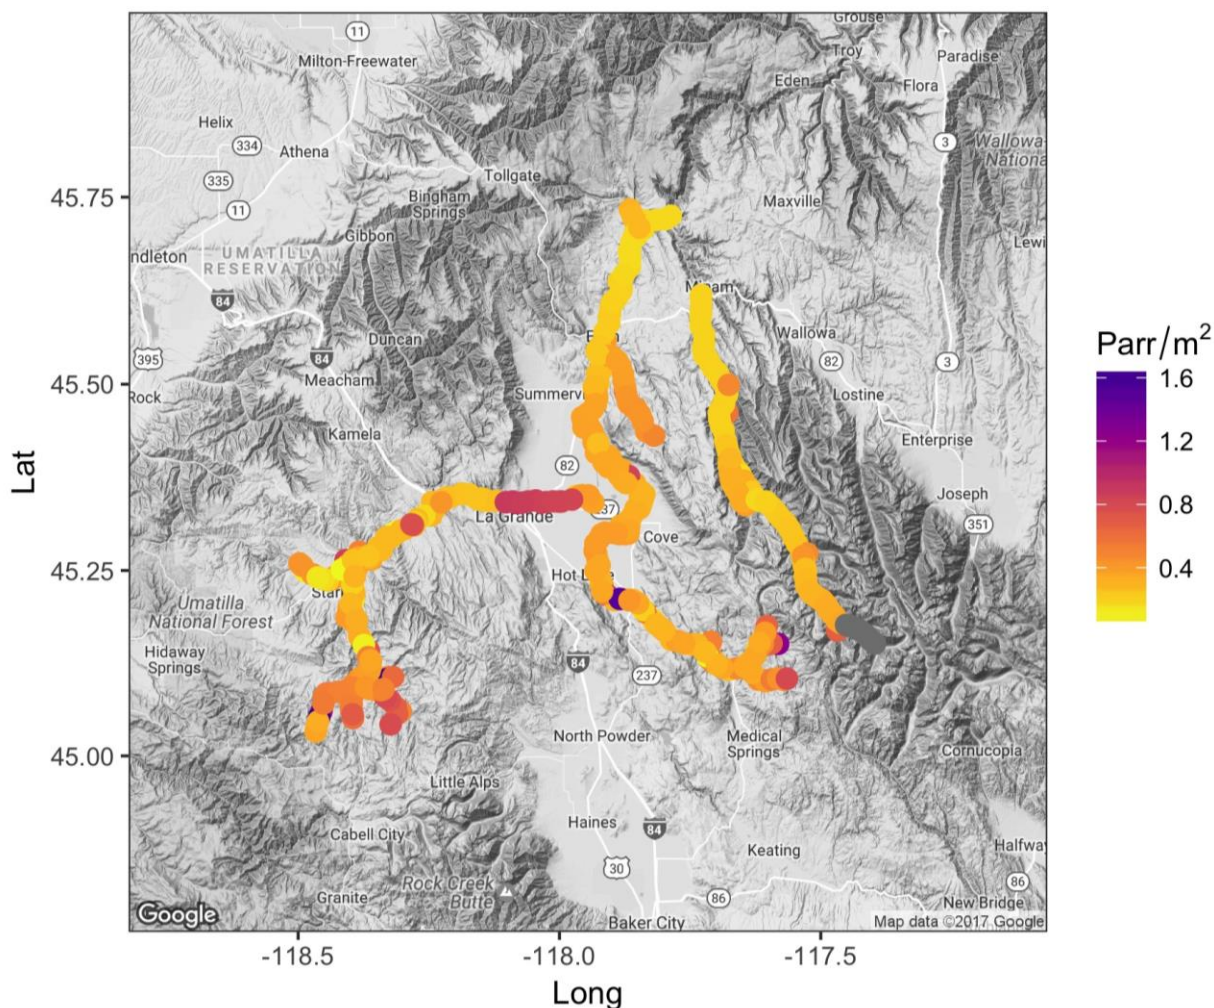 Grouse
11
Milton-Freewater
Troy
Paradise
Eden
Flora
Helix
334
Athena
3
Wallowa-
Nationa
335
Tollgate
45.75
Bingham
Springs
Maxville
11
Gibbon
Lewi
UMATILLA
RESERVATION
ndleton
84
Minam
Parr/m²
Wallowa
Elgin
Duncan
395
84
82
3
1.6
45.50
Meacham
Rock
Summerv
Lostine
1.2
Kamela
Enterprise
Lat
82
Joseph
0.8
La Grande
237
351
Cove
0.4
45.25
Hot L
Star
Umatilla
National Forest
Hidaway
Springs
84
237
45.00
North Powder
Medical
Springs
Cornucopia
Little Alps
Haines
84
Cabell City
Keating
Halfway
30
86
Rock Creek
Butte
Granite
86
New Bridge
Google
Baker City
Map data ©2017 Google
-118.5
-118.0
-117.5
Long